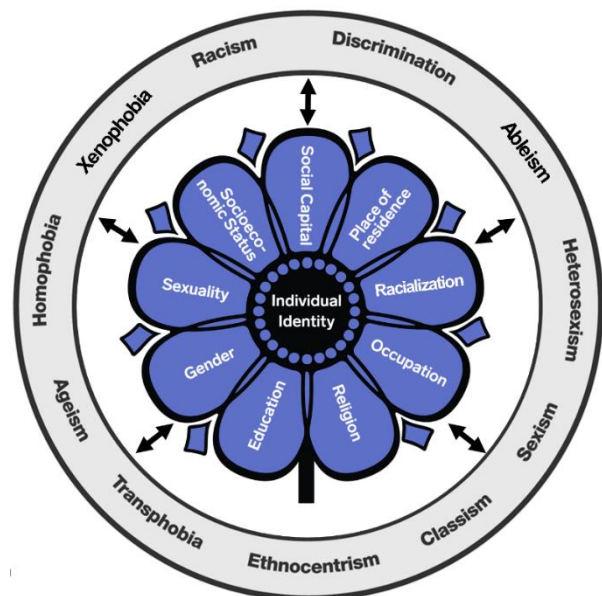 Racism
Discrimination
Ableism
Heterosexism
Sexism
Classism
Ethnocentrism
Transphobia
Ageism
Homophobia
Xenophobia
Social Capital
Place of
residence
Racialization
Occupation
Religion
Education
Gender
Sexuality
Socioeco-
nomic Status
Individual
Identity